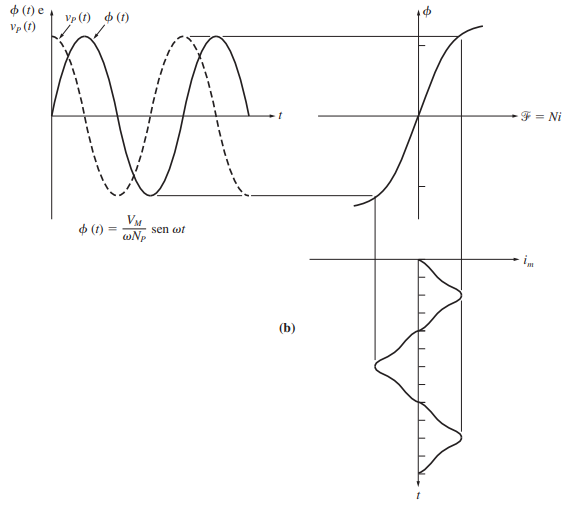 ϕ (t) e
v_P (t)
v_P (t)
ϕ (t)
t
ϕ (t) = V_M / ωN_P sen ωt
ϕ
ℱ = Ni
i_m
t
(b)